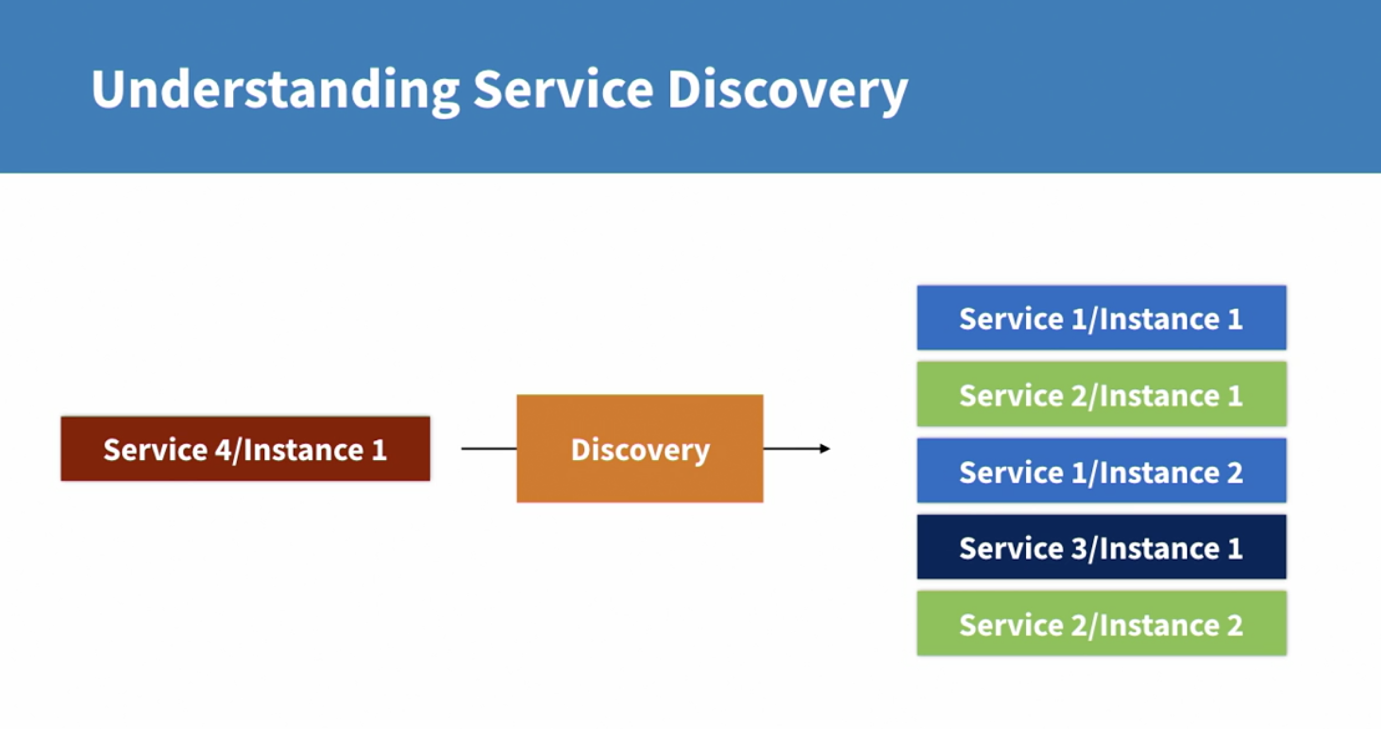 Understanding Service Discovery
Service 4/Instance 1
Discovery
Service 1/Instance 1
Service 2/Instance 1
Service 1/Instance 2
Service 3/Instance 1
Service 2/Instance 2